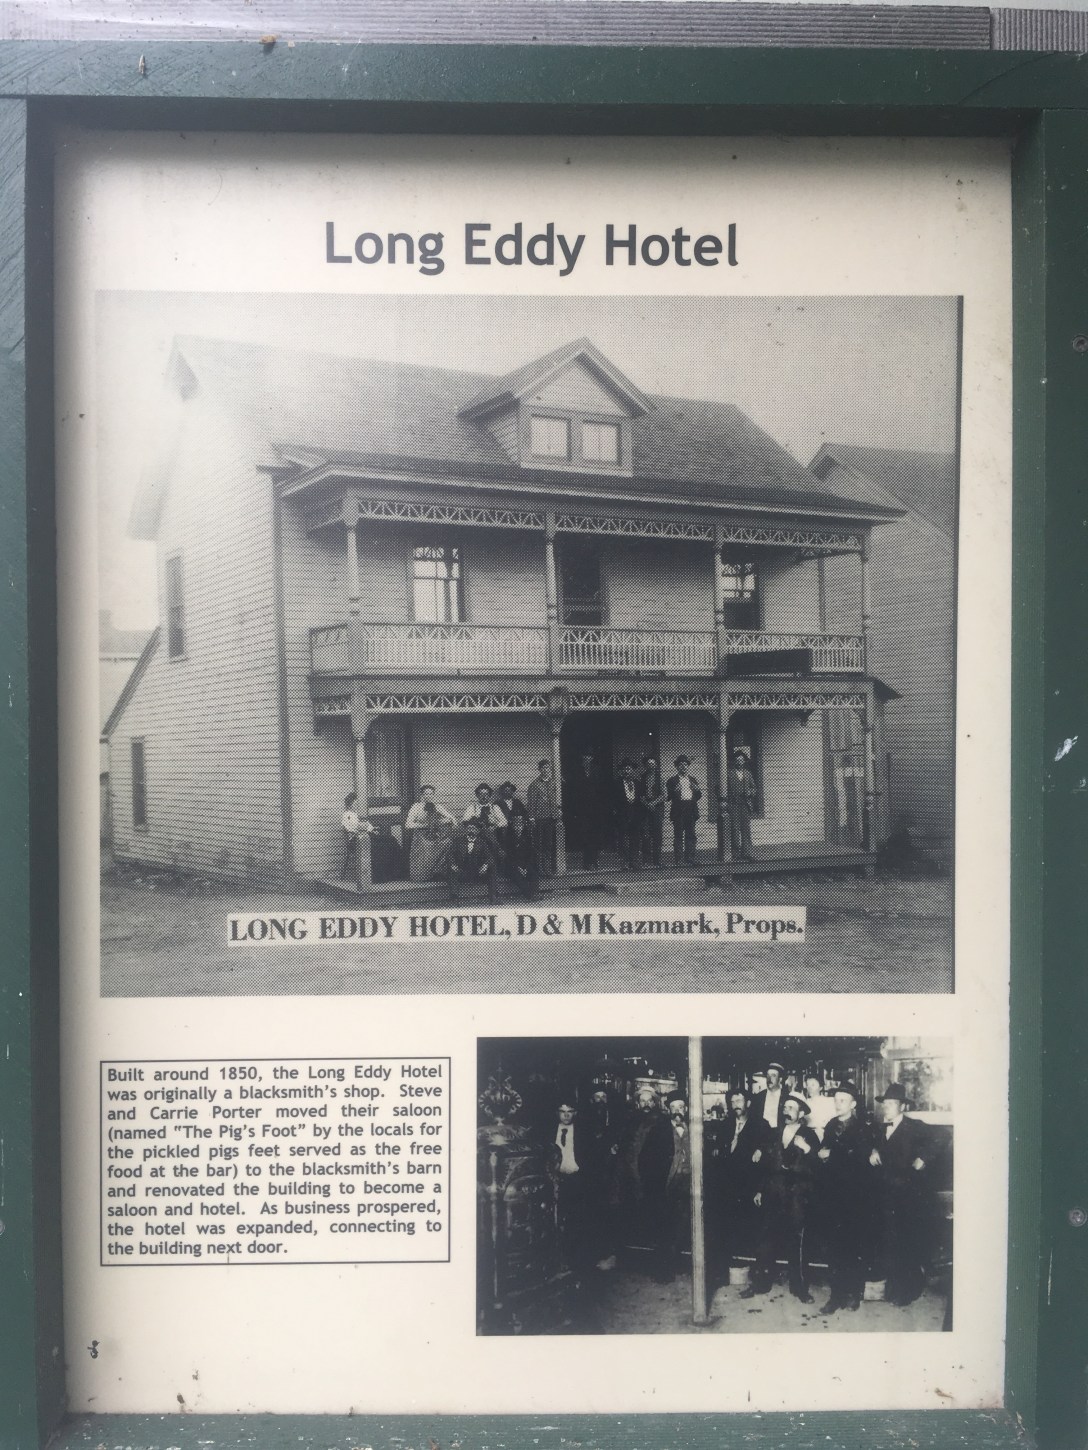 Long Eddy Hotel
LONG EDDY HOTEL, D & M Kazmark, Props.
Built around 1850, the Long Eddy Hotel
was originally a blacksmith's shop. Steve
and Carrie Porter moved their saloon
(named "The Pig's Foot" by the locals for
the pickled pigs feet served as the free
food at the bar) to the blacksmith's barn
and renovated the building to become a
saloon and hotel. As business prospered,
the hotel was expanded, connecting to
the building next door.